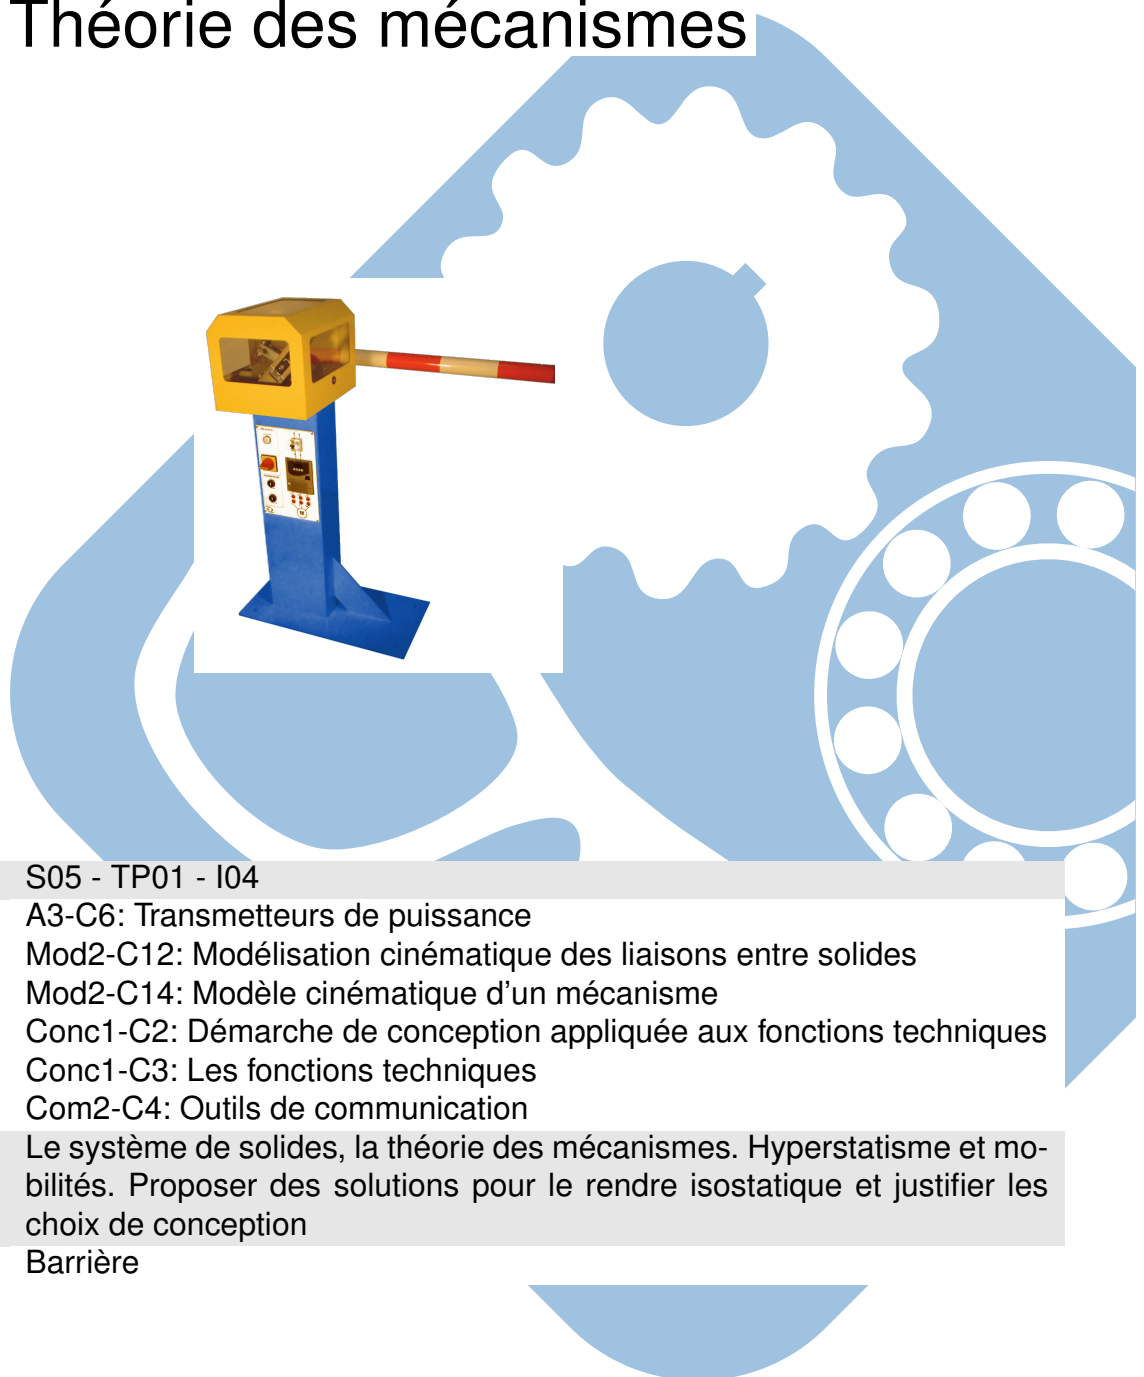 Théorie des mécanismes
S05 - TP01 - I04
A3-C6: Transmetteurs de puissance
Mod2-C12: Modélisation cinématique des liaisons entre solides
Mod2-C14: Modèle cinématique d'un mécanisme
Conc1-C2: Démarche de conception appliquée aux fonctions techniques
Conc1-C3: Les fonctions techniques
Com2-C4: Outils de communication
Le système de solides, la théorie des mécanismes. Hyperstatisme et mo-
bilités. Proposer des solutions pour le rendre isostatique et justifier les
choix de conception
Barrière